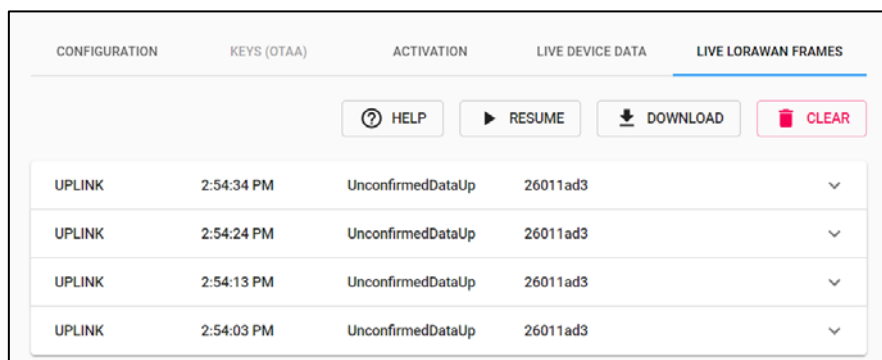 CONFIGURATION KEYS (OTAA) ACTIVATION LIVE DEVICE DATA LIVE LORAWAN FRAMES
HELP RESUME DOWNLOAD CLEAR
UPLINK 2:54:34 PM UnconfirmedDataUp 26011ad3
UPLINK 2:54:24 PM UnconfirmedDataUp 26011ad3
UPLINK 2:54:13 PM UnconfirmedDataUp 26011ad3
UPLINK 2:54:03 PM UnconfirmedDataUp 26011ad3